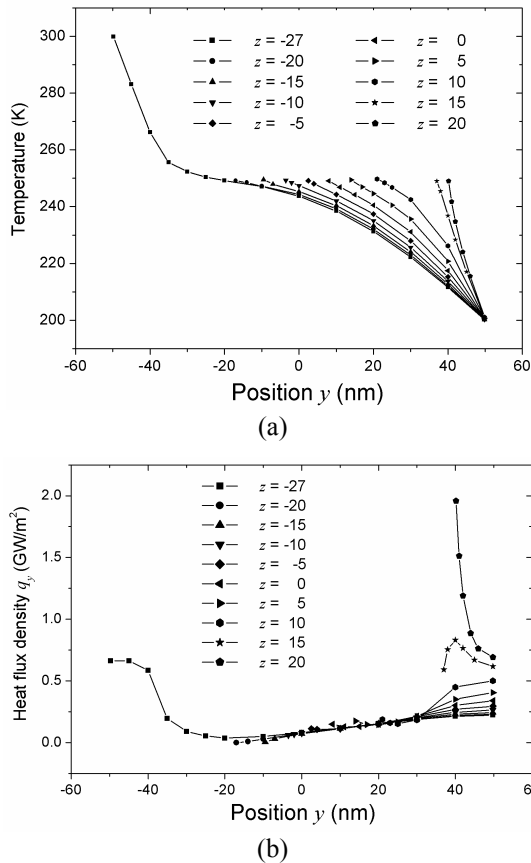 Temperature (K)
300
280
260
240
220
200
z = -27
z = -20
z = -15
z = -10
z = -5
z = 0
z = 5
z = 10
z = 15
z = 20
-60 -40 -20 0 20 40 60
Position y (nm)
(a)
Heat flux density q_y (GW/m²)
2.0
1.5
1.0
0.5
0.0
z = -27
z = -20
z = -15
z = -10
z = -5
z = 0
z = 5
z = 10
z = 15
z = 20
-60 -40 -20 0 20 40 60
Position y (nm)
(b)